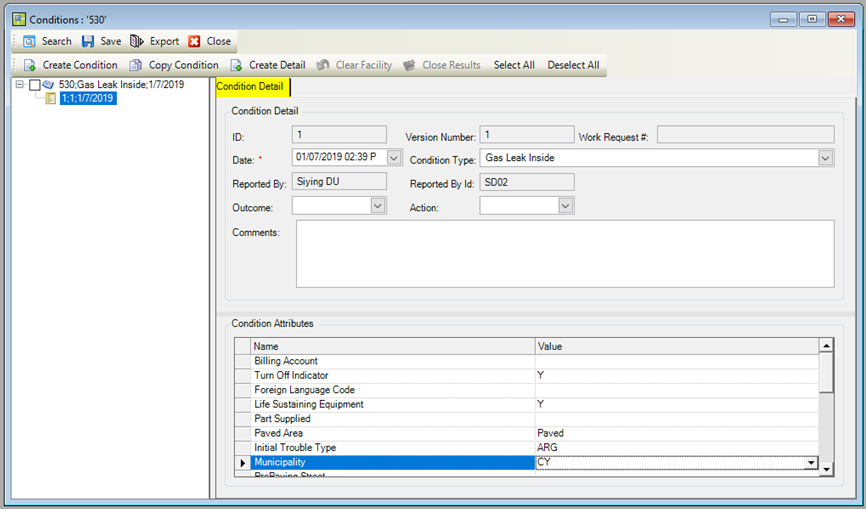 Conditions : '530'
Search Save Export Close
Create Condition Copy Condition Create Detail Clear Facility Close Results Select All Deselect All
530;Gas Leak Inside;1/7/2019
1;1;1/7/2019
Condition Detail
Condition Detail
ID: 1 Version Number: 1 Work Request #:
Date: * 01/07/2019 02:39 P Condition Type: Gas Leak Inside
Reported By: Siying DU Reported By Id: SD02
Outcome: Action:
Comments:
Condition Attributes
Name Value
Billing Account
Turn Off Indicator Y
Foreign Language Code
Life Sustaining Equipment Y
Part Supplied
Paved Area Paved
Initial Trouble Type ARG
Municipality CY
PrePaving Street